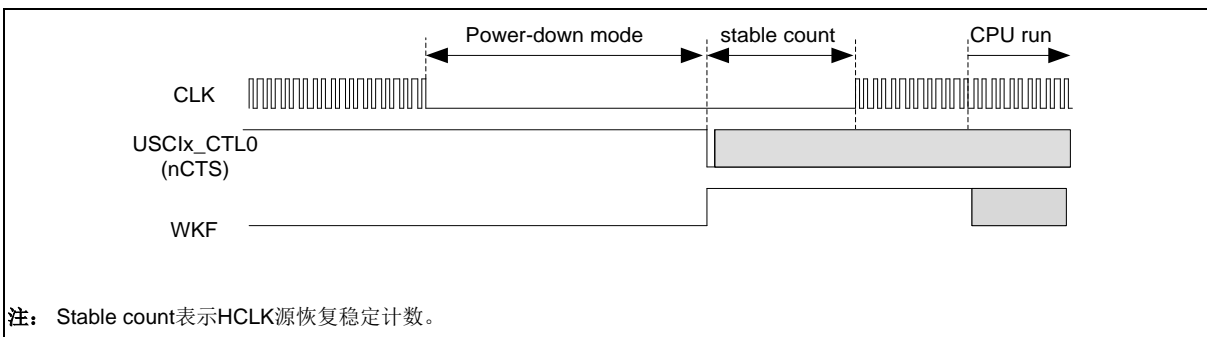 Power-down mode stable count CPU run
CLK
USCIx_CTL0
(nCTS)
WKF
注： Stable count表示HCLK源恢复稳定计数。